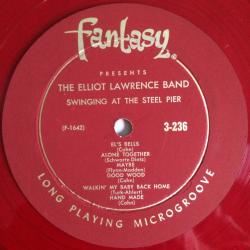 Fantasy
PRESENTS
THE ELLIOT LAWRENCE BAND
SWINGING AT THE STEEL PIER
(F-1642)
3-236
EL'S BELLS
(Cohn)
ALONE TOGETHER
(Schwartz-Dietz)
MAYBE
(Flynn-Madden)
GOOD WOOD
(Cohn)
WALKIN' MY BABY BACK HOME
(Turk-Ahlert)
HAND MADE
(Cohn)
LONG PLAYING MICROGROOVE